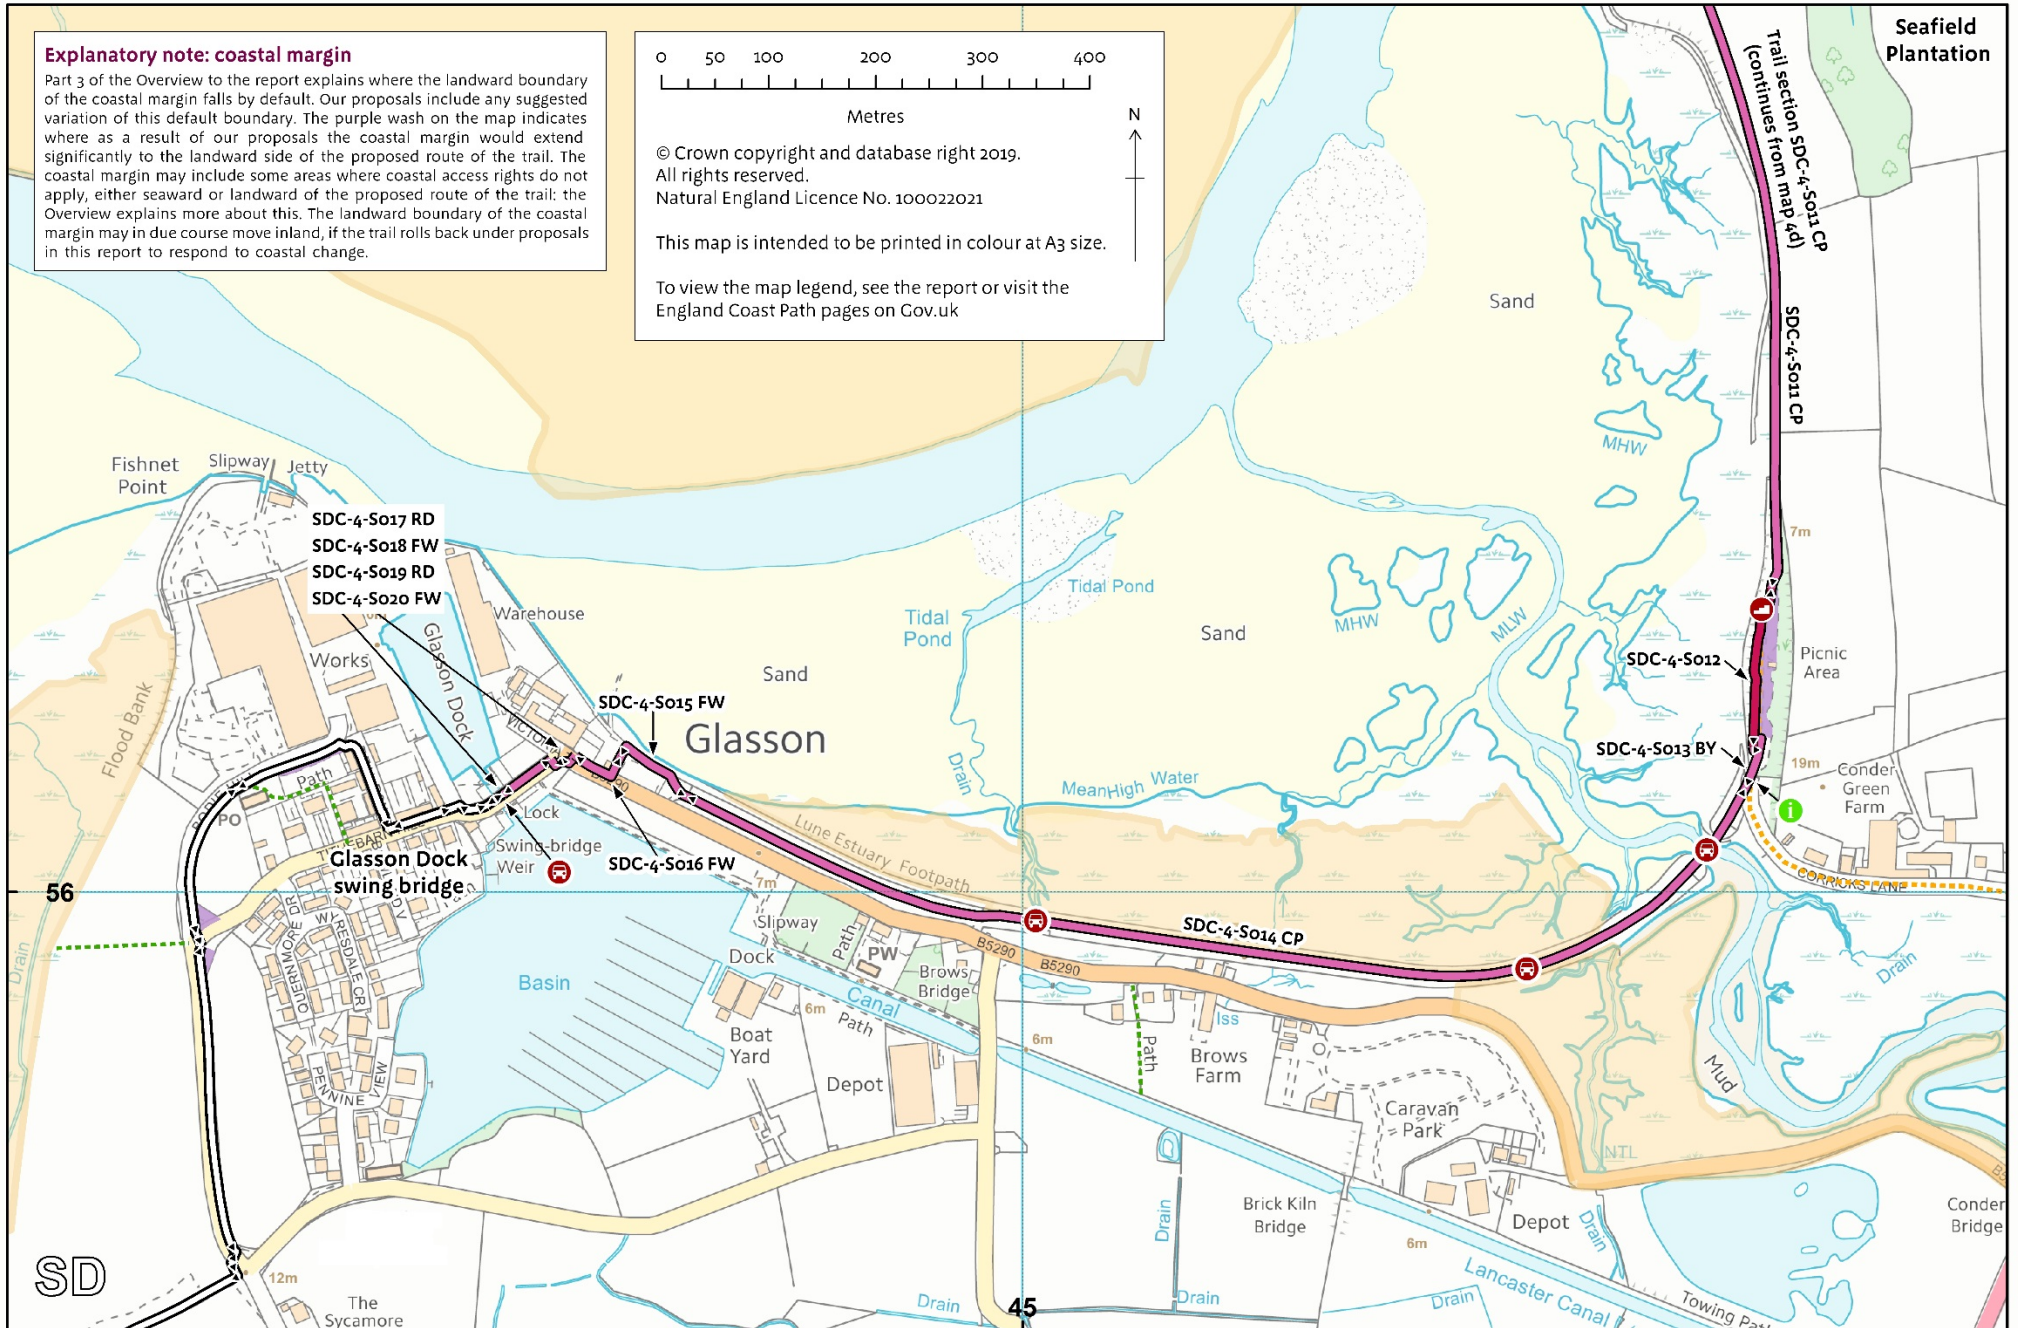 Explanatory note: coastal margin
Part 3 of the Overview to the report explains where the landward boundary
of the coastal margin falls by default. Our proposals include any suggested
variation of this default boundary. The purple wash on the map indicates
where as a result of our proposals the coastal margin would extend
significantly to the landward side of the proposed route of the trail. The
coastal margin may include some areas where coastal access rights do not
apply, either seaward or landward of the proposed route of the trail: the
Overview explains more about this. The landward boundary of the coastal
margin may in due course move inland, if the trail rolls back under proposals
in this report to respond to coastal change.
0 50 100 200 300 400
Metres
N
© Crown copyright and database right 2019.
All rights reserved.
Natural England Licence No. 100022021
This map is intended to be printed in colour at A3 size.
To view the map legend, see the report or visit the
England Coast Path pages on Gov.uk
Seafield
Plantation
Trail section SDC-4-S011 CP
(continues from map 4d)
SDC-4-S011 CP
Sand
MHW
7m
Fishnet
Point
Slipway
Jetty
SDC-4-S017 RD
SDC-4-S018 FW
SDC-4-S019 RD
SDC-4-S020 FW
Warehouse
Works
Glasson Dock
Flood Bank
Sand
SDC-4-S015 FW
Glasson
Tidal
Pond
Tidal Pond
Sand
MHW
MLW
SDC-4-S012
Picnic
Area
SDC-4-S013 BY
19m
Conder
Green
Farm
i
Drain
MeanHigh Water
Path
PO
Lock
Swing-bridge
Weir
SDC-4-S016 FW
B5290
Glasson Dock
swing bridge
56
7m
Lune Estuary Footpath
CORRICKS LANE
SDC-4-S014 CP
Slipway
Path
PW
Dock
Brows
Bridge
B5290
B5290
Drain
Drain
QUERNMORE DR
WYRESDALE CR
PENNINE VIEW
Basin
Canal
6m
Path
Boat
Yard
Depot
6m
Path
Iss
Brows
Farm
Caravan
Park
Mud
NTL
Brick Kiln
Bridge
Drain
Depot
Drain
6m
Conder
Bridge
SD
12m
The
Sycamore
Drain
45
Drain
Drain
Lancaster Canal